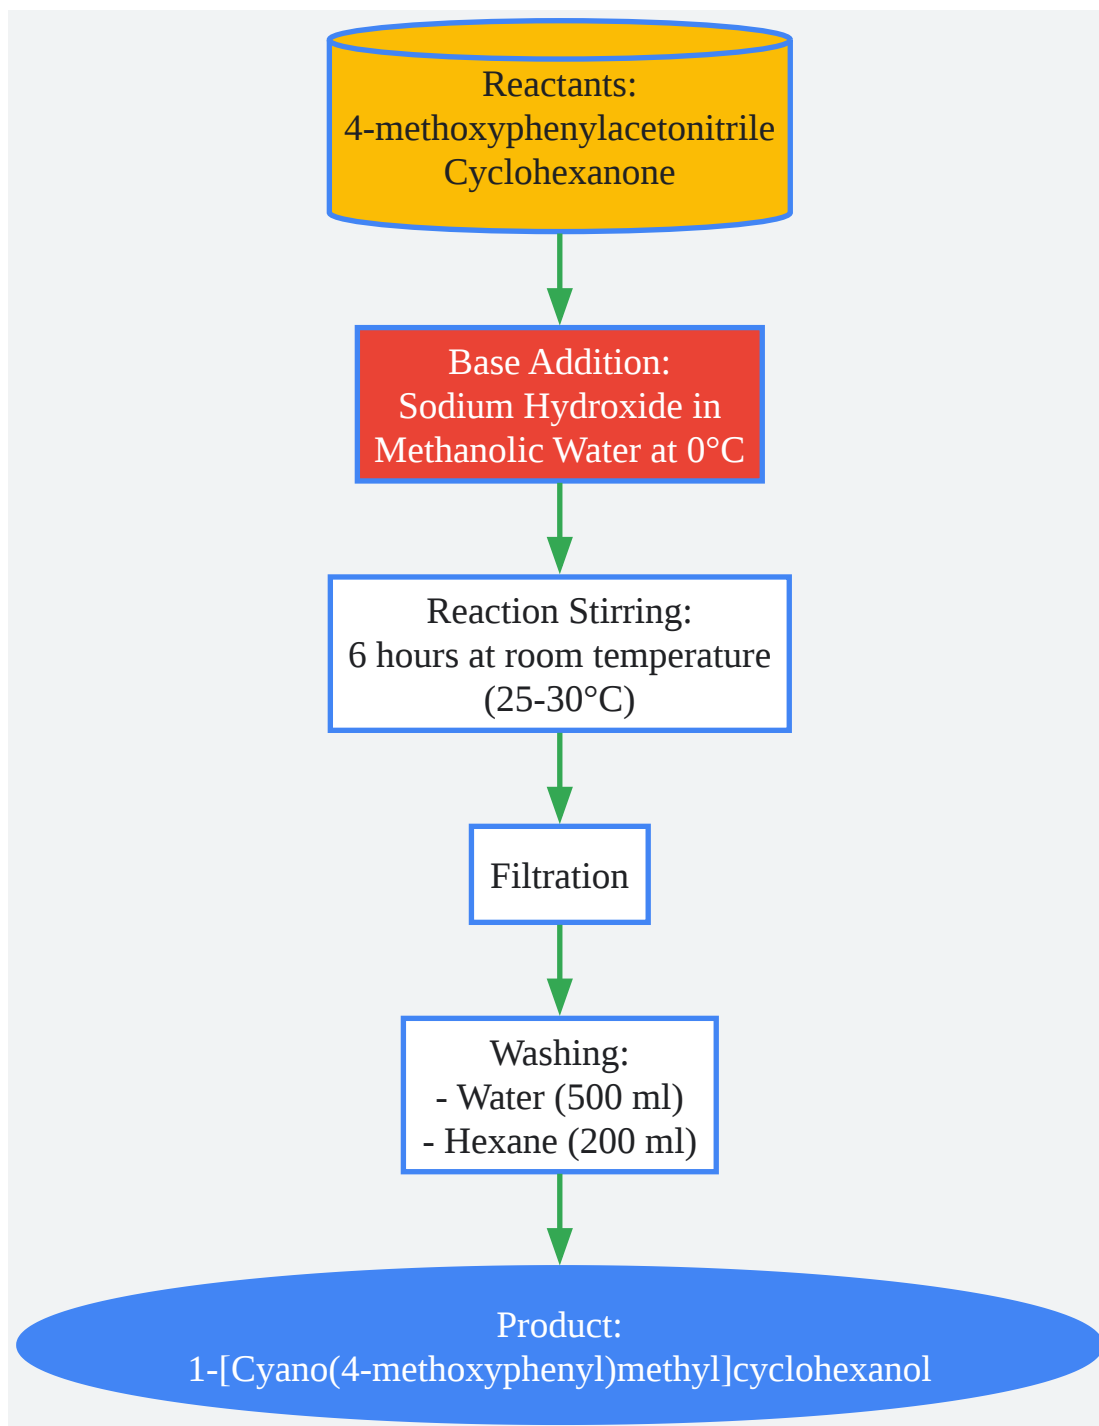 Reactants:
4-methoxyphenylacetonitrile
Cyclohexanone
Base Addition:
Sodium Hydroxide in
Methanolic Water at 0°C
Reaction Stirring:
6 hours at room temperature
(25-30°C)
Filtration
Washing:
- Water (500 ml)
- Hexane (200 ml)
Product:
1-[Cyano(4-methoxyphenyl)methyl]cyclohexanol